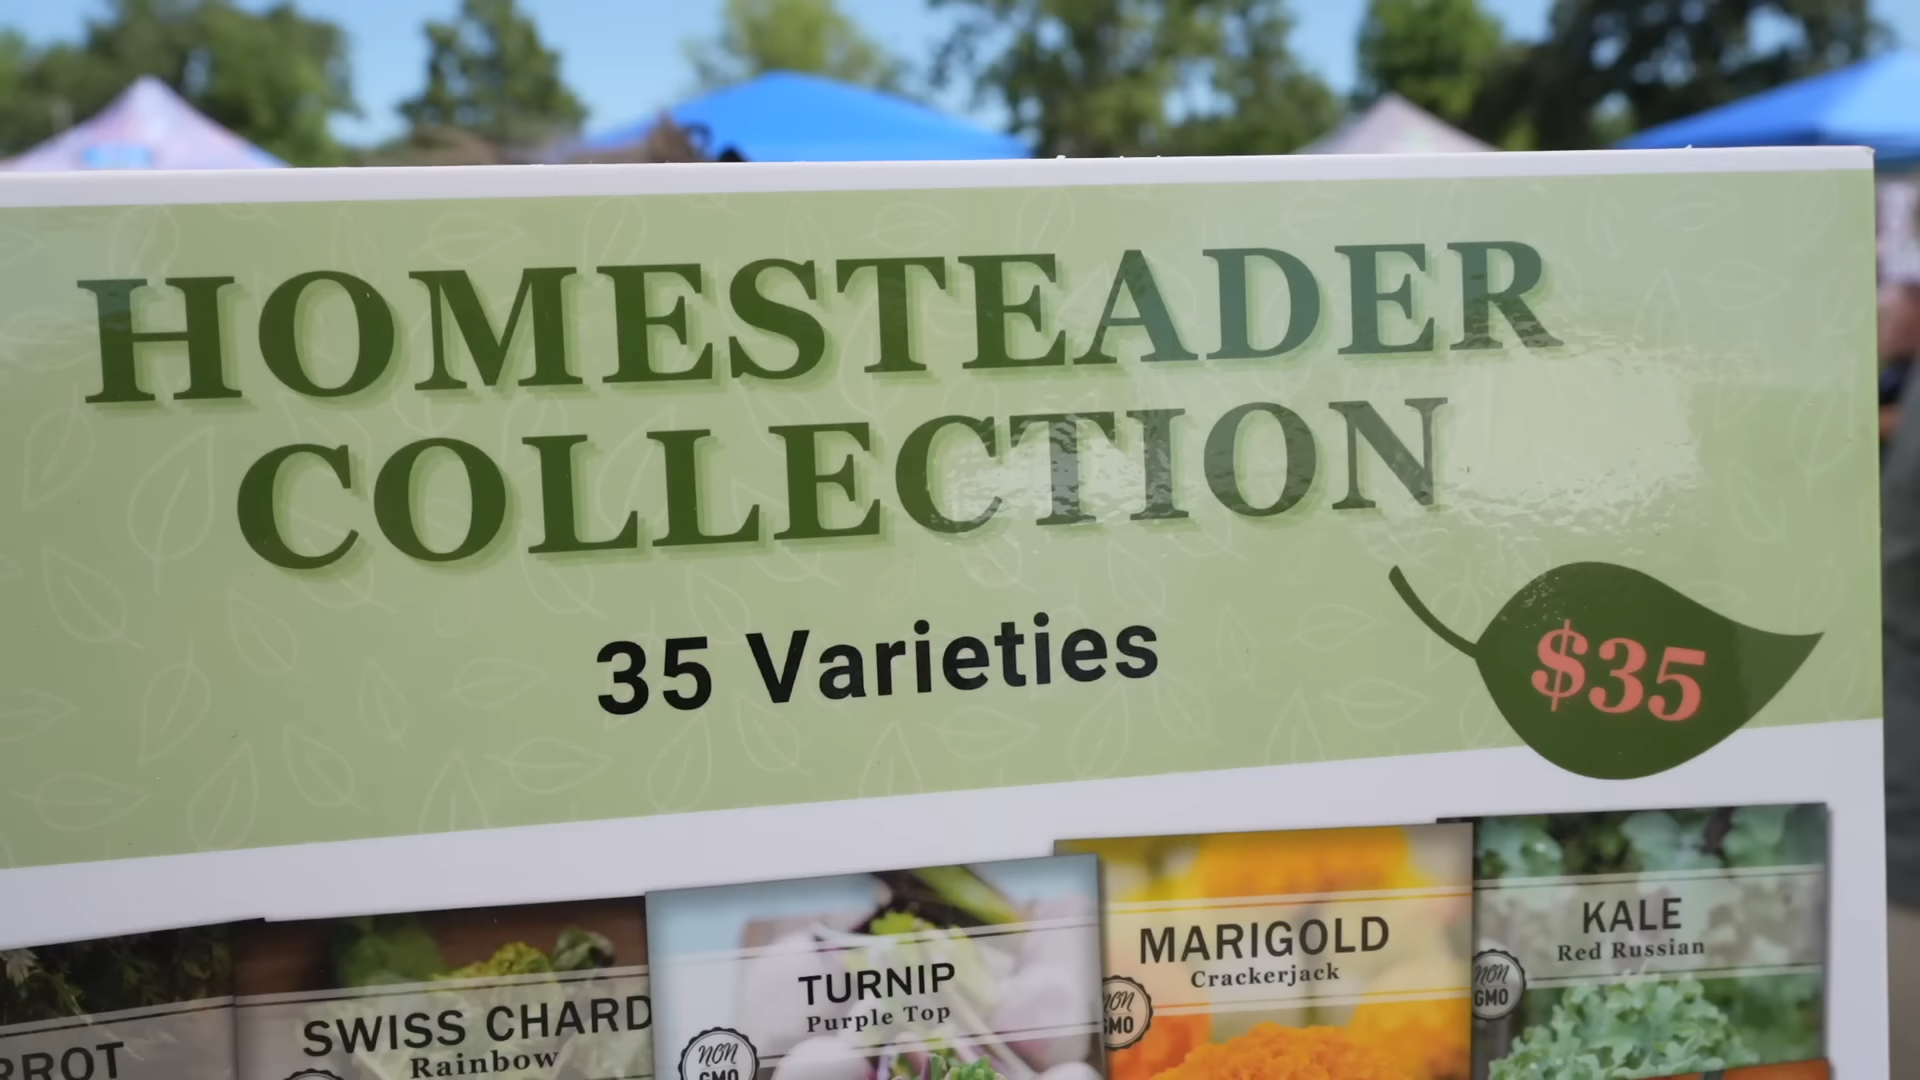 HOMESTEADER
COLLECTION
35 Varieties
$35
RROT
SWISS CHARD
Rainbow
TURNIP
Purple Top
NON
GMO
MARIGOLD
Crackerjack
NON
GMO
KALE
Red Russian
NON
GMO